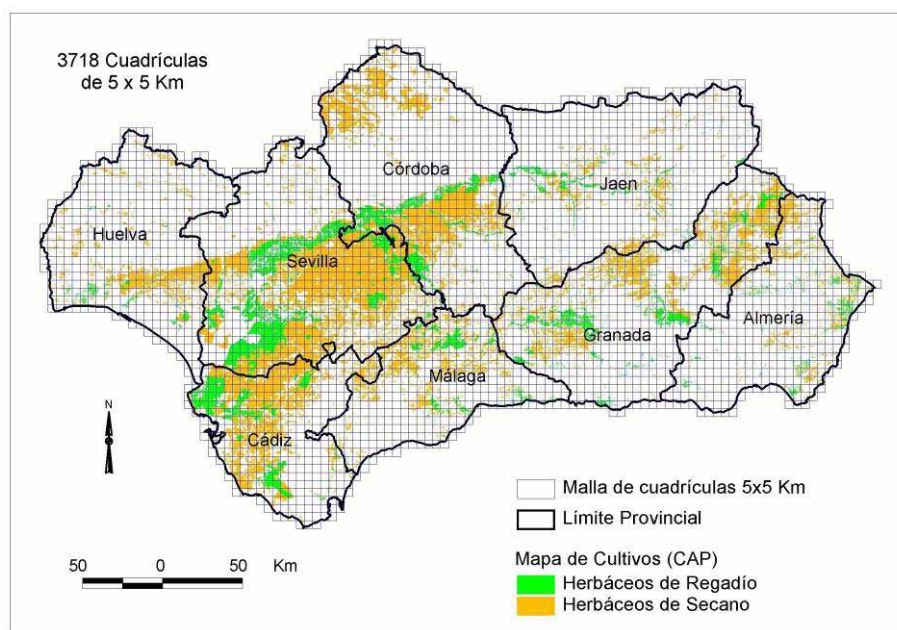 3718 Cuadrículas
de 5 x 5 Km
Córdoba
Jaen
Huelva
Sevilla
Granada
Almería
Málaga
Cádiz
N
Malla de cuadrículas 5x5 Km
Límite Provincial
Mapa de Cultivos (CAP)
Herbáceos de Regadío
Herbáceos de Secano
50 0 50 Km